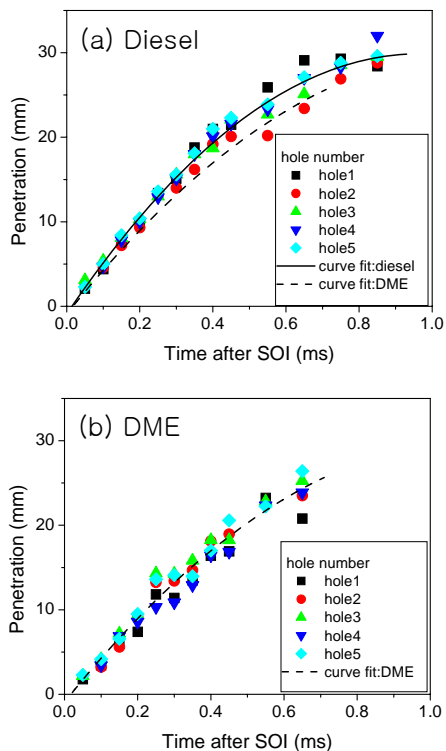 (a) Diesel
Penetration (mm)
30
20
10
0
hole number
hole1
hole2
hole3
hole4
hole5
curve fit:diesel
curve fit:DME
0.0 0.2 0.4 0.6 0.8 1.0
Time after SOI (ms)
(b) DME
Penetration (mm)
30
20
10
0
hole number
hole1
hole2
hole3
hole4
hole5
curve fit:DME
0.0 0.2 0.4 0.6 0.8 1.0
Time after SOI (ms)